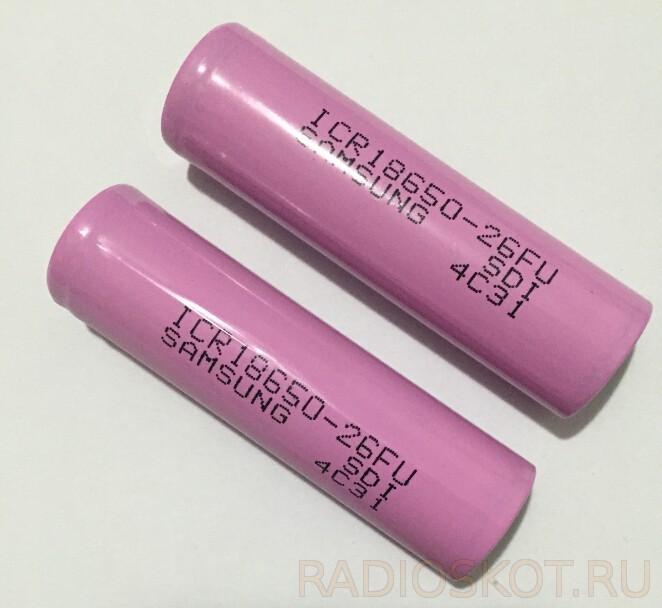 ICR18650-26FU
SAMSUNG SDI
4C31
ICR18650-26FU
SAMSUNG SDI
4C31
RADIOSKOT.RU